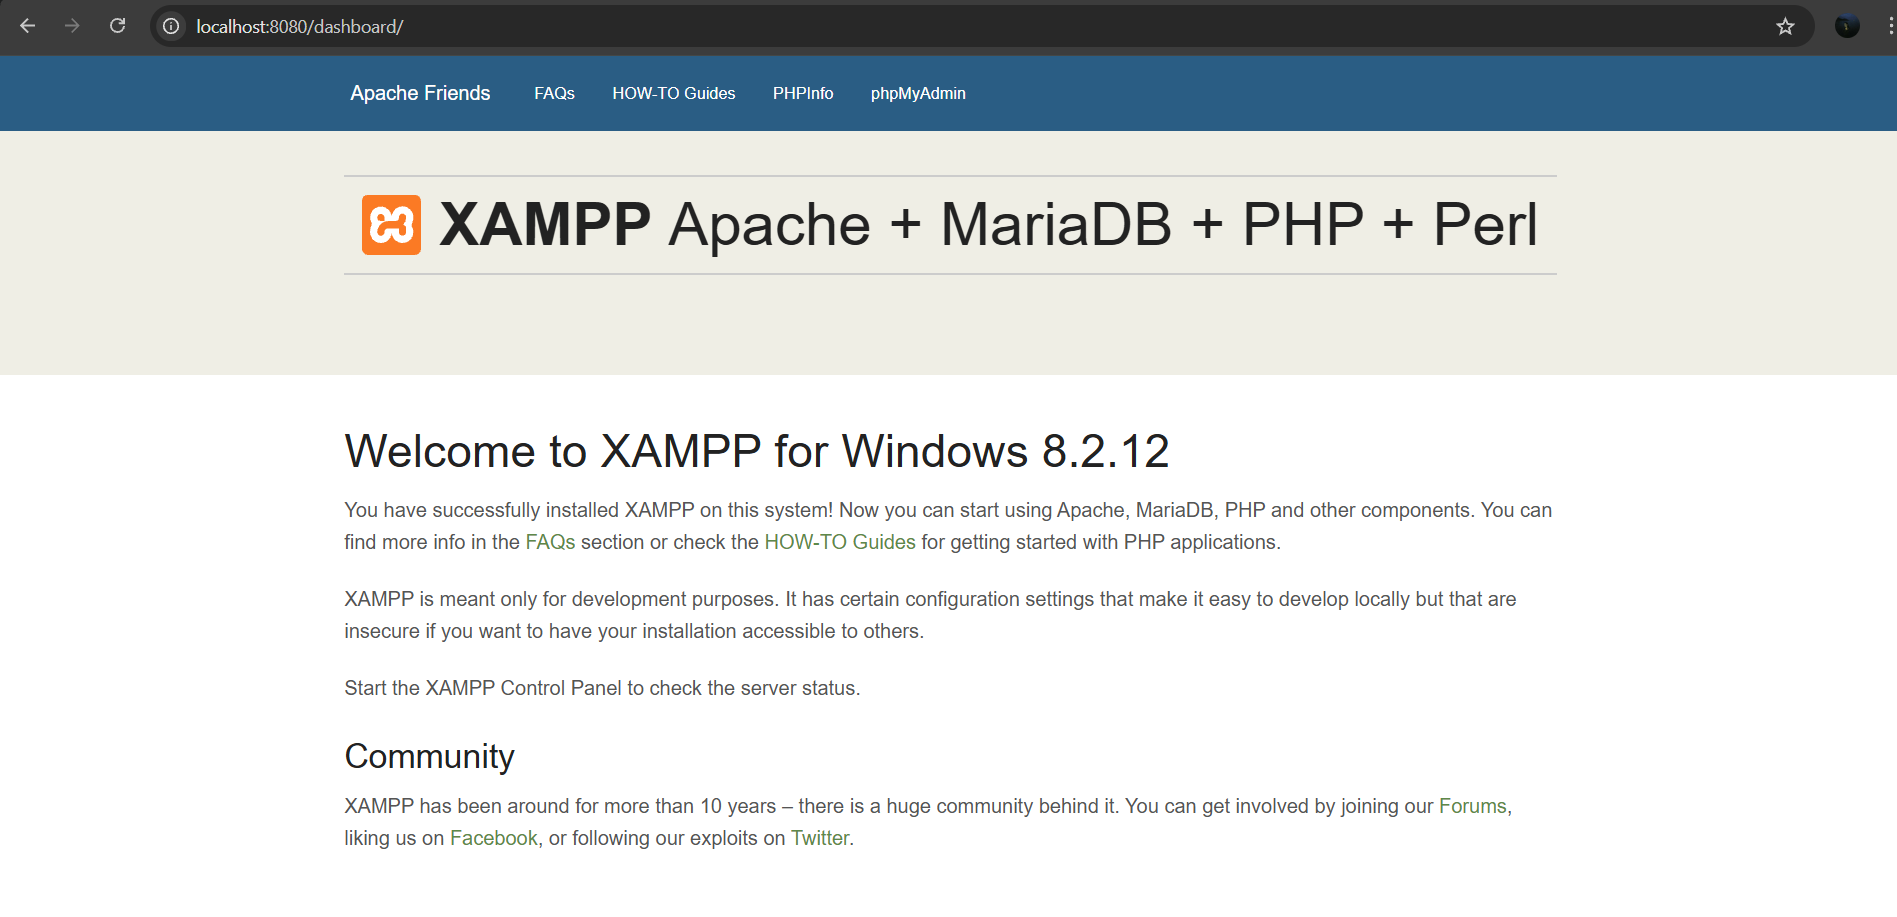 localhost:8080/dashboard/
Apache Friends FAQs HOW-TO Guides PHPInfo phpMyAdmin
XAMPP Apache + MariaDB + PHP + Perl
Welcome to XAMPP for Windows 8.2.12
You have successfully installed XAMPP on this system! Now you can start using Apache, MariaDB, PHP and other components. You can
find more info in the FAQs section or check the HOW-TO Guides for getting started with PHP applications.
XAMPP is meant only for development purposes. It has certain configuration settings that make it easy to develop locally but that are
insecure if you want to have your installation accessible to others.
Start the XAMPP Control Panel to check the server status.
Community
XAMPP has been around for more than 10 years – there is a huge community behind it. You can get involved by joining our Forums,
liking us on Facebook, or following our exploits on Twitter.